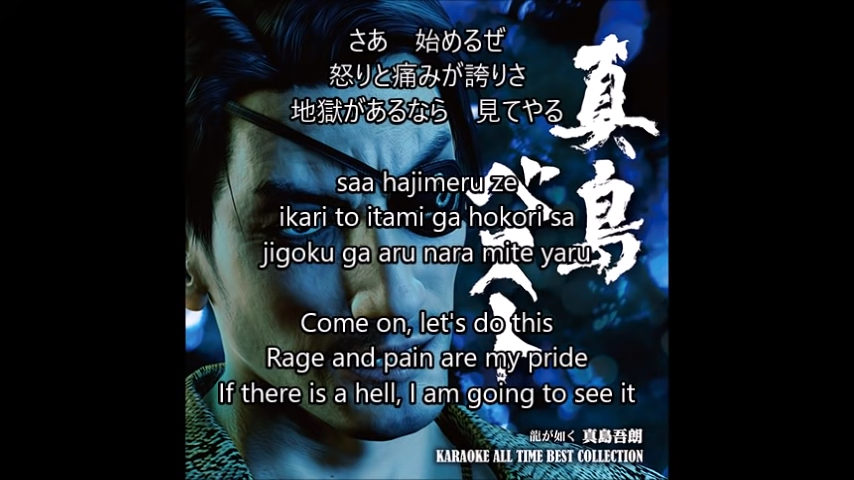 さあ　始めるぜ
怒りと痛みが誇りさ
地獄があるなら　見てやる
saa hajimeru ze
ikari to itami ga hokori sa
jigoku ga aru nara mite yaru
Come on, let's do this
Rage and pain are my pride
If there is a hell, I am going to see it
真島
ベスト
龍が如く 真島吾朗
KARAOKE ALL TIME BEST COLLECTION